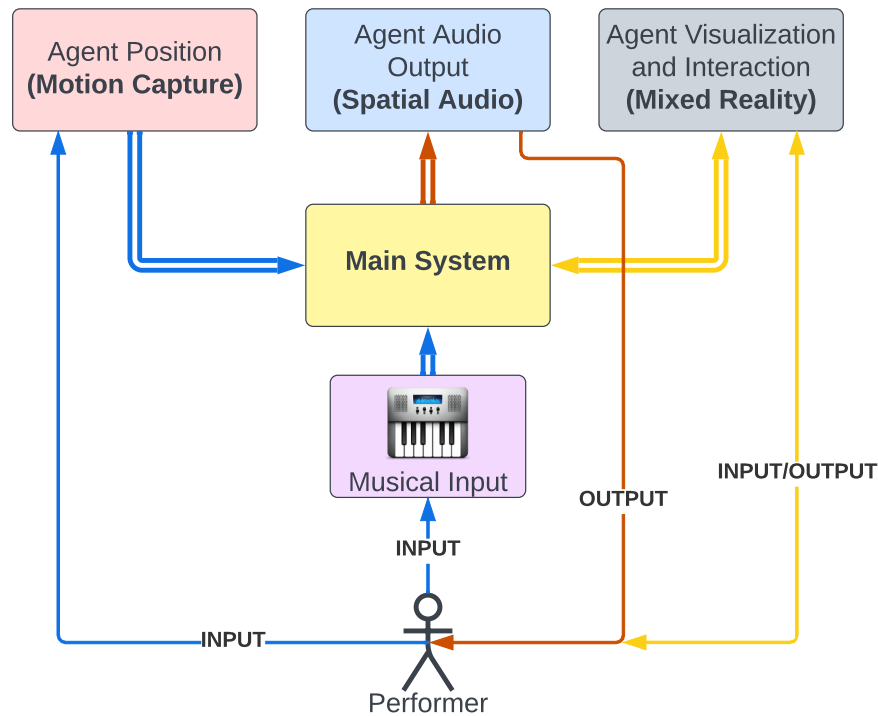 Agent Position
(Motion Capture)
Agent Audio
Output
(Spatial Audio)
Agent Visualization
and Interaction
(Mixed Reality)
Main System
Musical Input
INPUT/OUTPUT
OUTPUT
INPUT
INPUT
Performer